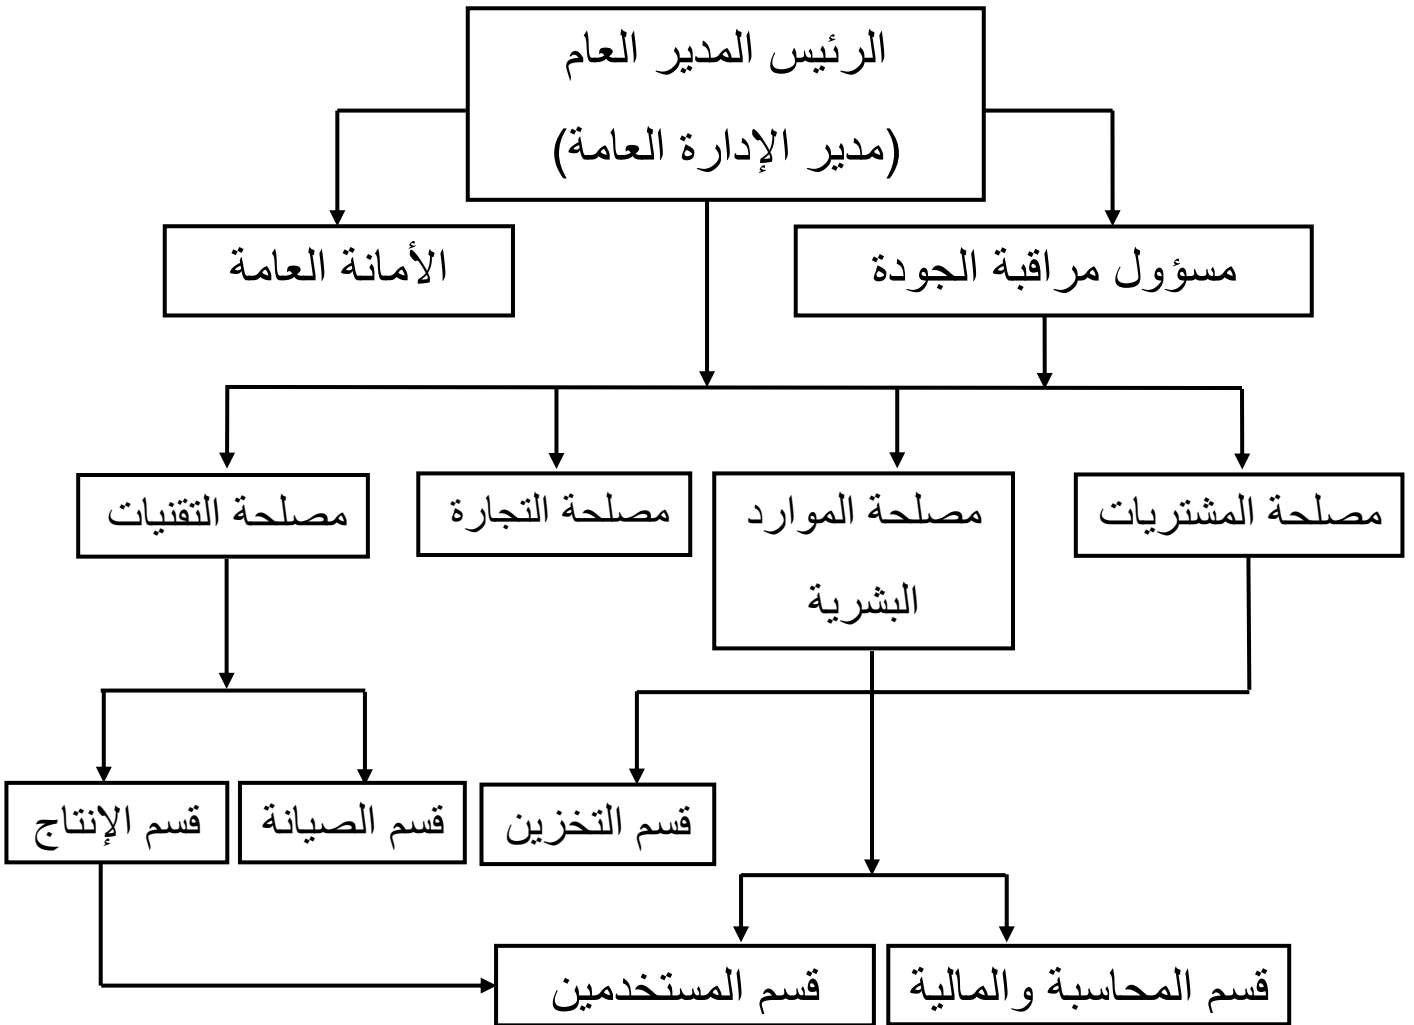 الرئيس المدير العام
(مدير الإدارة العامة)
مسؤول مراقبة الجودة
الأمانة العامة
مصلحة المشتريات
مصلحة الموارد
البشرية
مصلحة التجارة
مصلحة التقنيات
قسم التخزين
قسم الصيانة
قسم الإنتاج
قسم المحاسبة والمالية
قسم المستخدمين